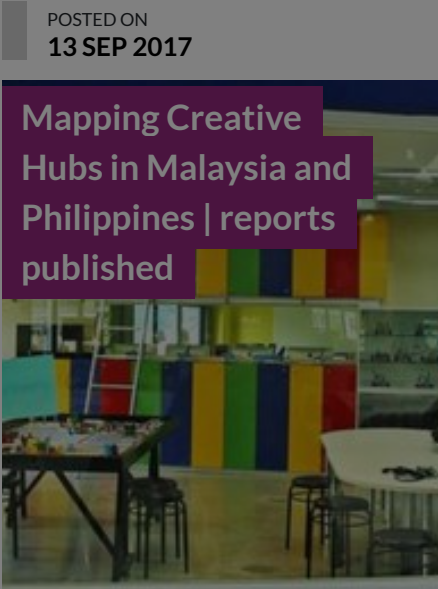 POSTED ON
13 SEP 2017
Mapping Creative
Hubs in Malaysia and
Philippines | reports
published